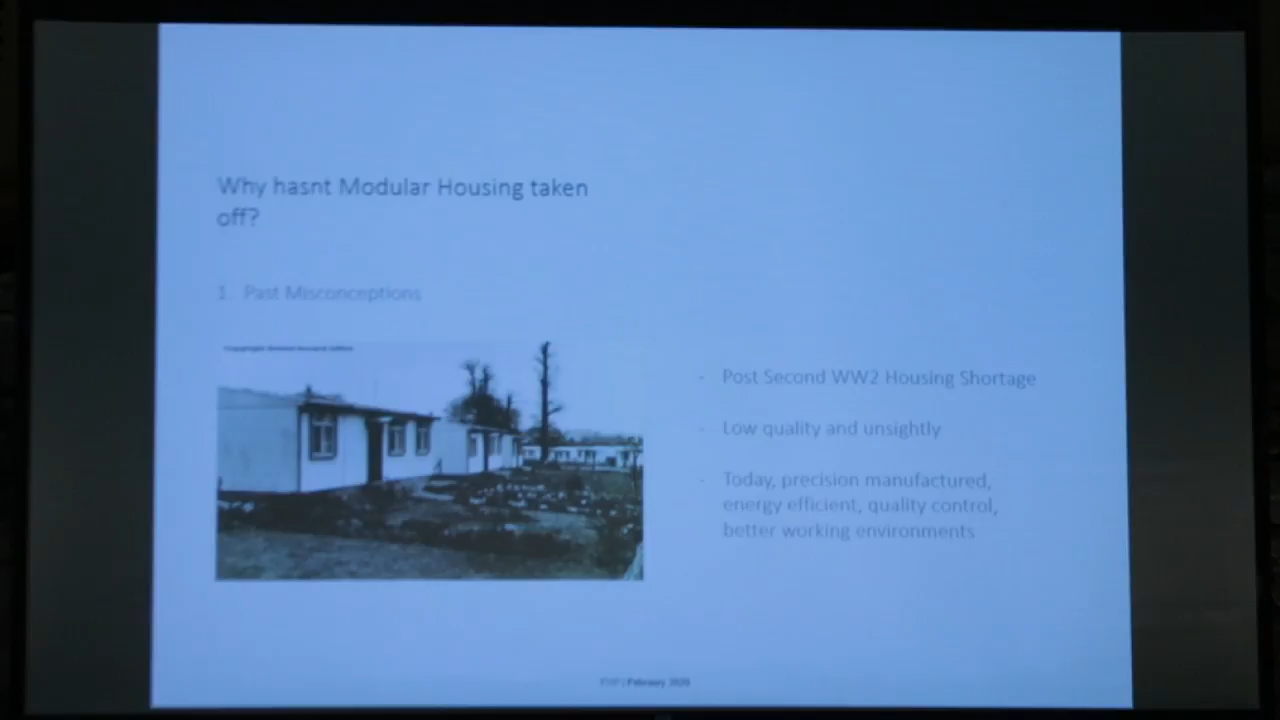 Why hasnt Modular Housing taken
off?
1 Past Misconceptions
- Post Second WW2 Housing Shortage
- Low quality and unsightly
- Today, precision manufactured,
energy efficient, quality control,
better working environments
February 2020